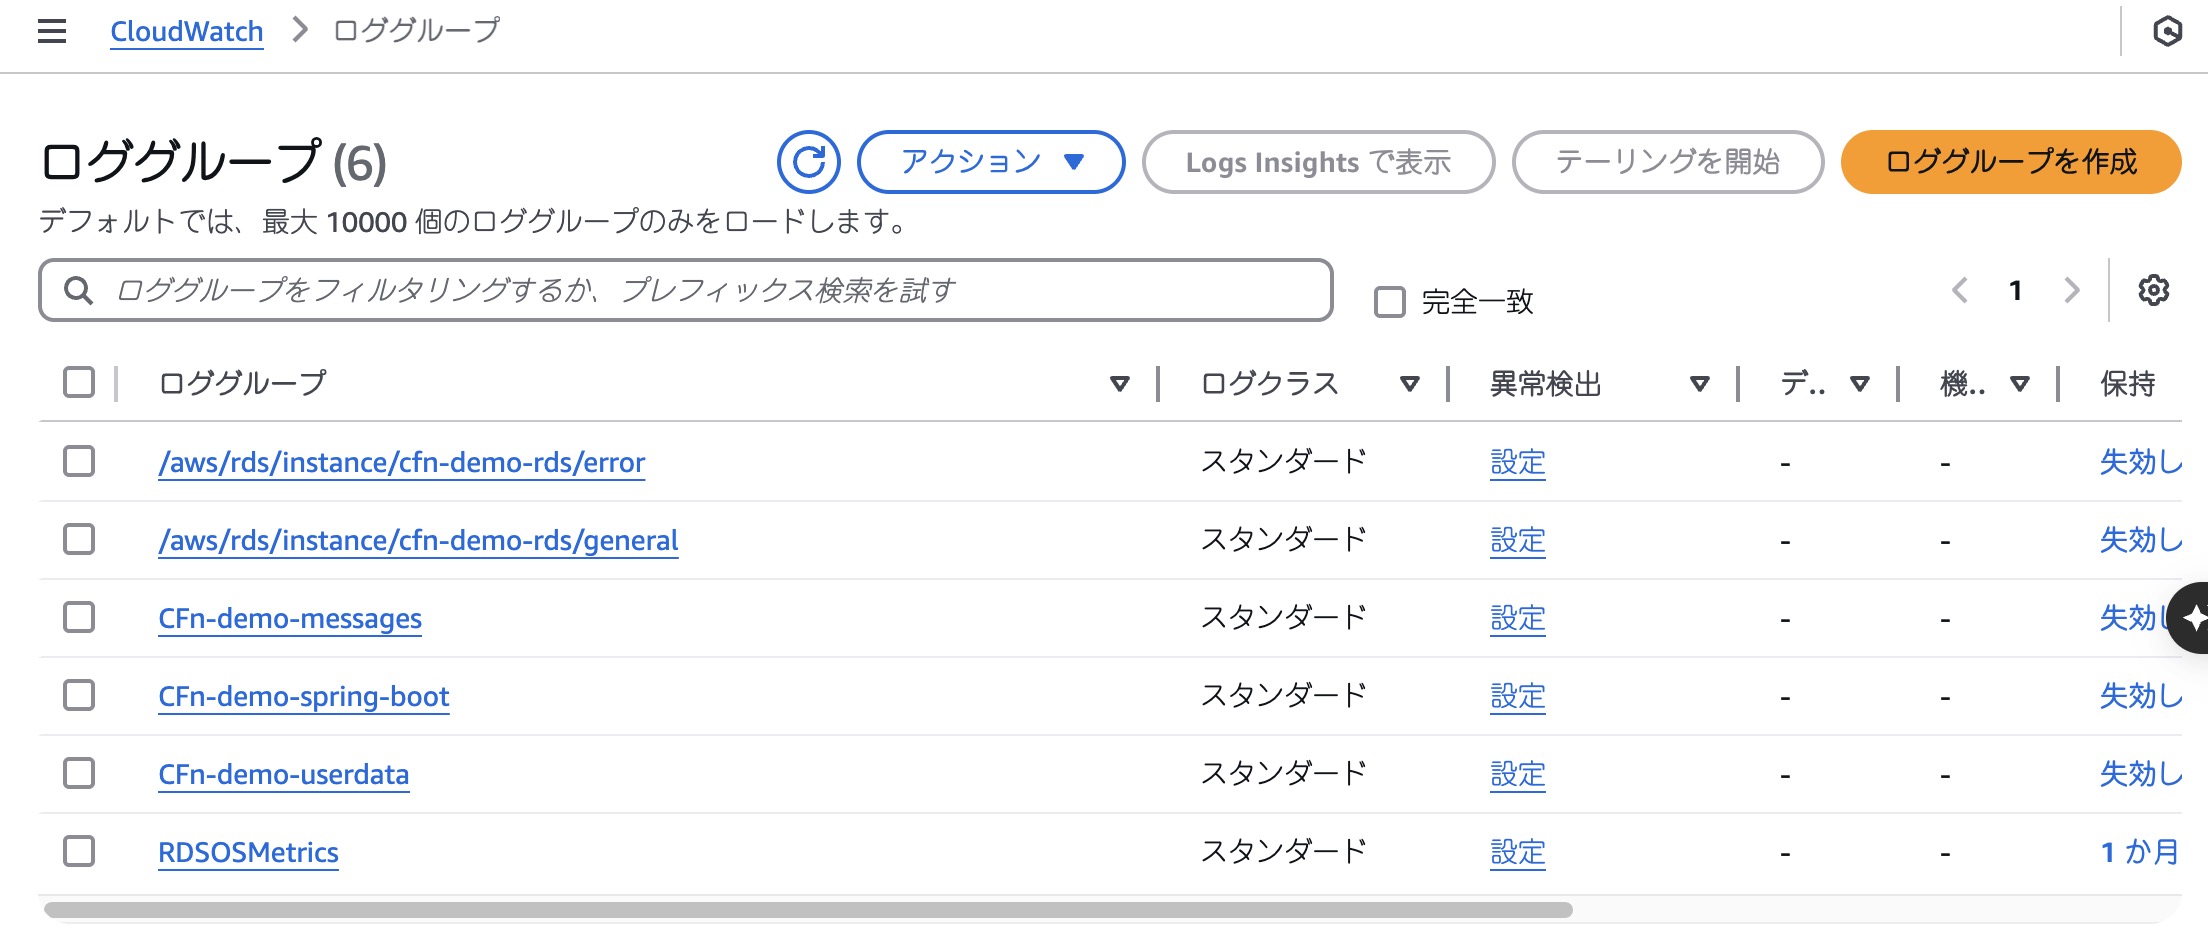 CloudWatch > ロググループ
ロググループ (6)
アクション
Logs Insights で表示
テーリングを開始
ロググループを作成
デフォルトでは、最大 10000 個のロググループのみをロードします。
ロググループをフィルタリングするか、プレフィックス検索を試す
完全一致
1
ロググループ ログクラス 異常検出 デ.. 機.. 保持
/aws/rds/instance/cfn-demo-rds/error スタンダード 設定 - - 失効し
/aws/rds/instance/cfn-demo-rds/general スタンダード 設定 - - 失効し
CFn-demo-messages スタンダード 設定 - - 失効し
CFn-demo-spring-boot スタンダード 設定 - - 失効し
CFn-demo-userdata スタンダード 設定 - - 失効し
RDSOSMetrics スタンダード 設定 - - 1 か月